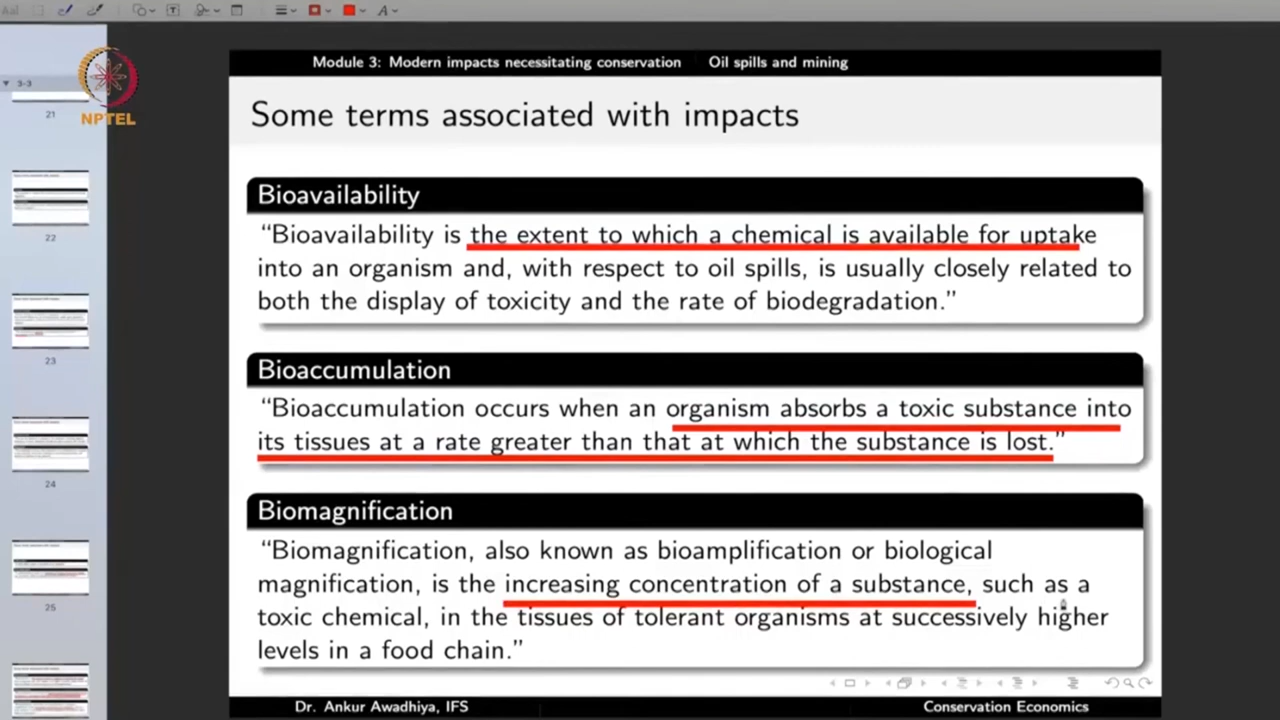 Module 3: Modern impacts necessitating conservation Oil spills and mining
3-3
21
NPTEL
Some terms associated with impacts
Bioavailability
“Bioavailability is the extent to which a chemical is available for uptake
into an organism and, with respect to oil spills, is usually closely related to
both the display of toxicity and the rate of biodegradation.”
22
Bioaccumulation
“Bioaccumulation occurs when an organism absorbs a toxic substance into
its tissues at a rate greater than that at which the substance is lost.”
23
24
Biomagnification
“Biomagnification, also known as bioamplification or biological
magnification, is the increasing concentration of a substance, such as a
toxic chemical, in the tissues of tolerant organisms at successively higher
levels in a food chain.”
25
Dr. Ankur Awadhiya, IFS Conservation Economics